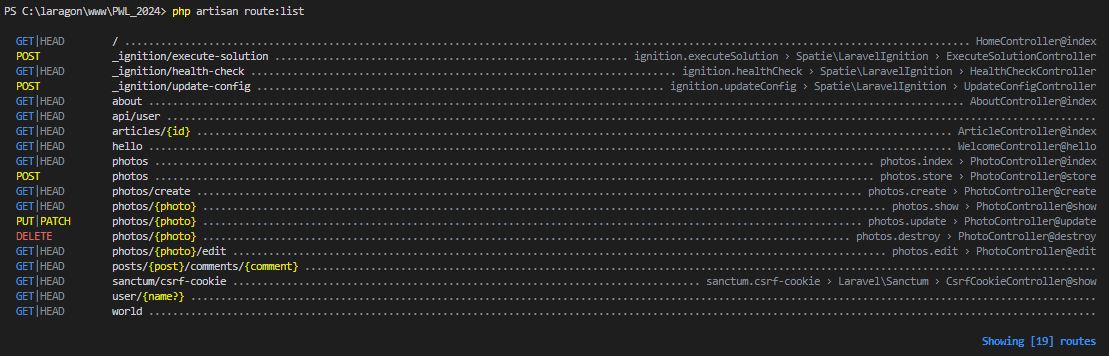 PS C:\laragon\www\PWL_2024> php artisan route:list
GET|HEAD / ................................................................ HomeController@index
POST _ignition/execute-solution ................................ ignition.executeSolution › Spatie\LaravelIgnition › ExecuteSolutionController
GET|HEAD _ignition/health-check ................................ ignition.healthCheck › Spatie\LaravelIgnition › HealthCheckController
POST _ignition/update-config ................................ ignition.updateConfig › Spatie\LaravelIgnition › UpdateConfigController
GET|HEAD about ................................................................ AboutController@index
GET|HEAD api/user ................................................................
GET|HEAD articles/{id} ................................................................ ArticleController@index
GET|HEAD hello ................................................................ WelcomeController@hello
GET|HEAD photos ................................................................ photos.index › PhotoController@index
POST photos ................................................................ photos.store › PhotoController@store
GET|HEAD photos/create ................................................................ photos.create › PhotoController@create
GET|HEAD photos/{photo} ................................................................ photos.show › PhotoController@show
PUT|PATCH photos/{photo} ................................................................ photos.update › PhotoController@update
DELETE photos/{photo} ................................................................ photos.destroy › PhotoController@destroy
GET|HEAD photos/{photo}/edit ................................................................ photos.edit › PhotoController@edit
GET|HEAD posts/{post}/comments/{comment} ................................................................
GET|HEAD sanctum/csrf-cookie ................................ sanctum.csrf-cookie › Laravel\Sanctum › CsrfCookieController@show
GET|HEAD user/{name?} ................................................................
GET|HEAD world ................................................................
Showing [19] routes